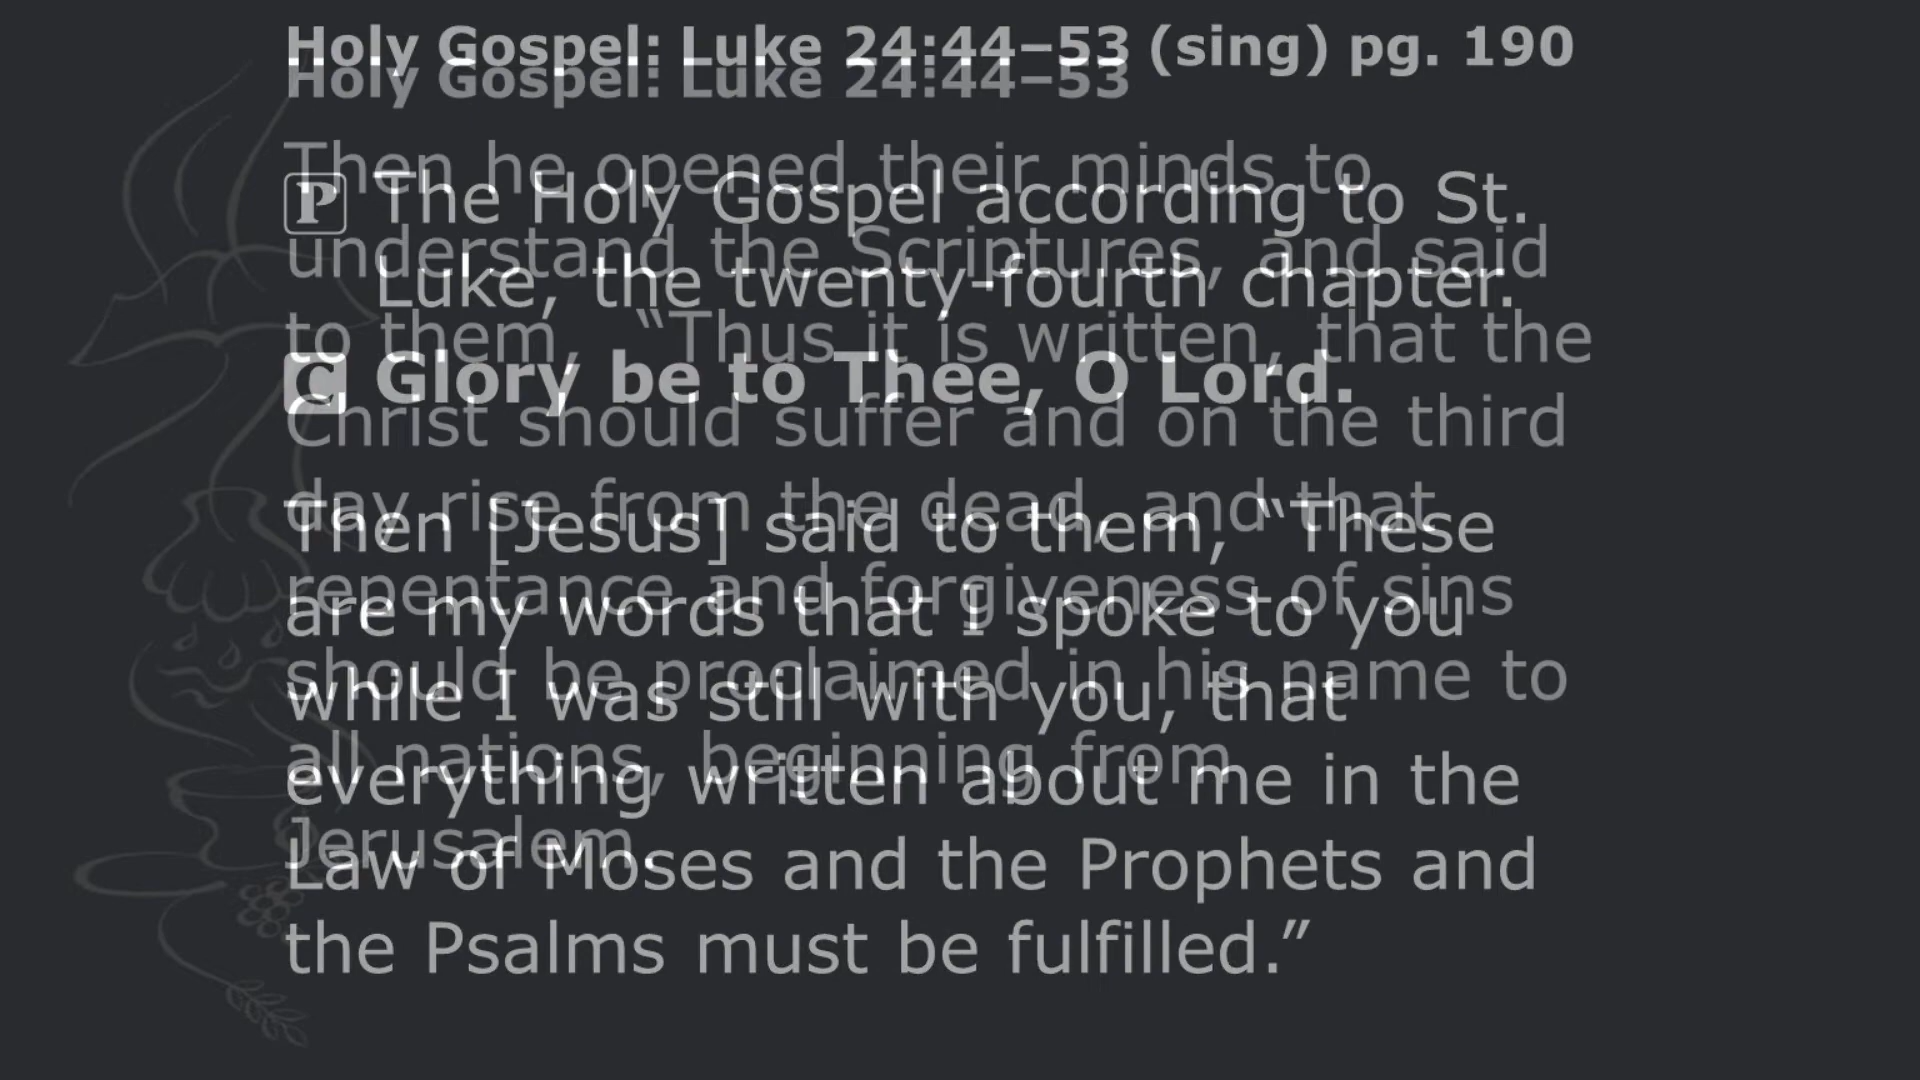 Holy Gospel: Luke 24:44–53 (sing) pg. 190
P The Holy Gospel according to St.
Luke, the twenty-fourth chapter.
C Glory be to Thee, O Lord.
Then [Jesus] said to them, “These
are my words that I spoke to you
while I was still with you, that
everything written about me in the
Law of Moses and the Prophets and
the Psalms must be fulfilled.”
Holy Gospel: Luke 24:44–53
Then he opened their minds to
understand the Scriptures, and said
to them, “Thus it is written, that the
Christ should suffer and on the third
day rise from the dead, and that
repentance and forgiveness of sins
should be proclaimed in his name to
all nations, beginning from
Jerusalem.